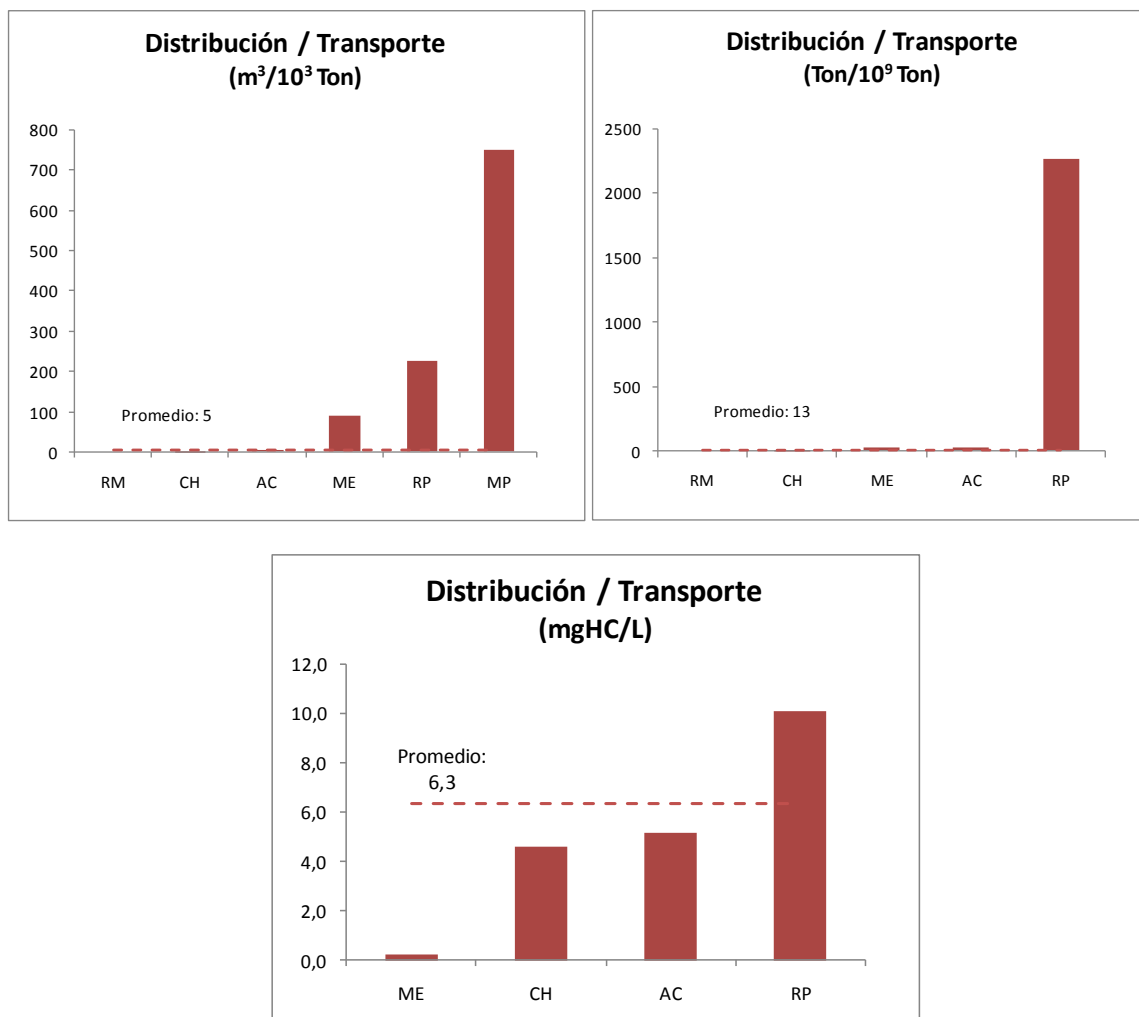 Distribución / Transporte
(m³/10³ Ton)
800
700
600
500
400
300
200
100
0
Promedio: 5
RM CH AC ME RP MP
Distribución / Transporte
(Ton/10⁹ Ton)
2500
2000
1500
1000
500
0
Promedio: 13
RM CH ME AC RP
Distribución / Transporte
(mgHC/L)
12,0
10,0
8,0
6,0
4,0
2,0
0,0
Promedio:
6,3
ME CH AC RP